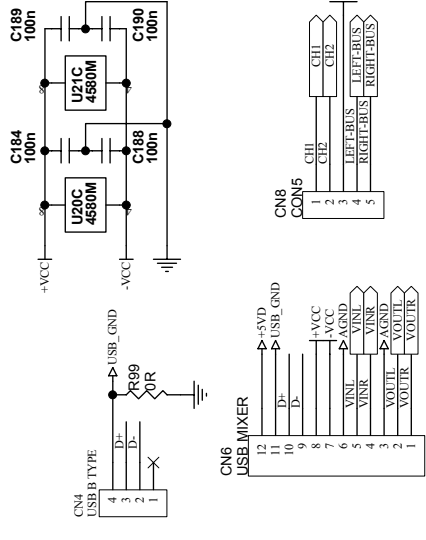 C189
100n
C190
100n
U21C
4580M
C184
100n
C188
100n
U20C
4580M
+VCC
-VCC
CH1
CH2
LEFT-BUS
RIGHT-BUS
CH1
CH2
LEFT-BUS
RIGHT-BUS
1
2
3
4
5
CN8
CON5
USB_GND
R99
0R
D+
D-
4
3
2
1
CN4
USB B TYPE
+5VD
USB_GND
D+
D-
+VCC
-VCC
AGND
VINL
VINL
VINR
VINR
AGND
VOUTL
VOUTL
VOUTR
VOUTR
12
11
10
9
8
7
6
5
4
3
2
1
CN6
USB MIXER